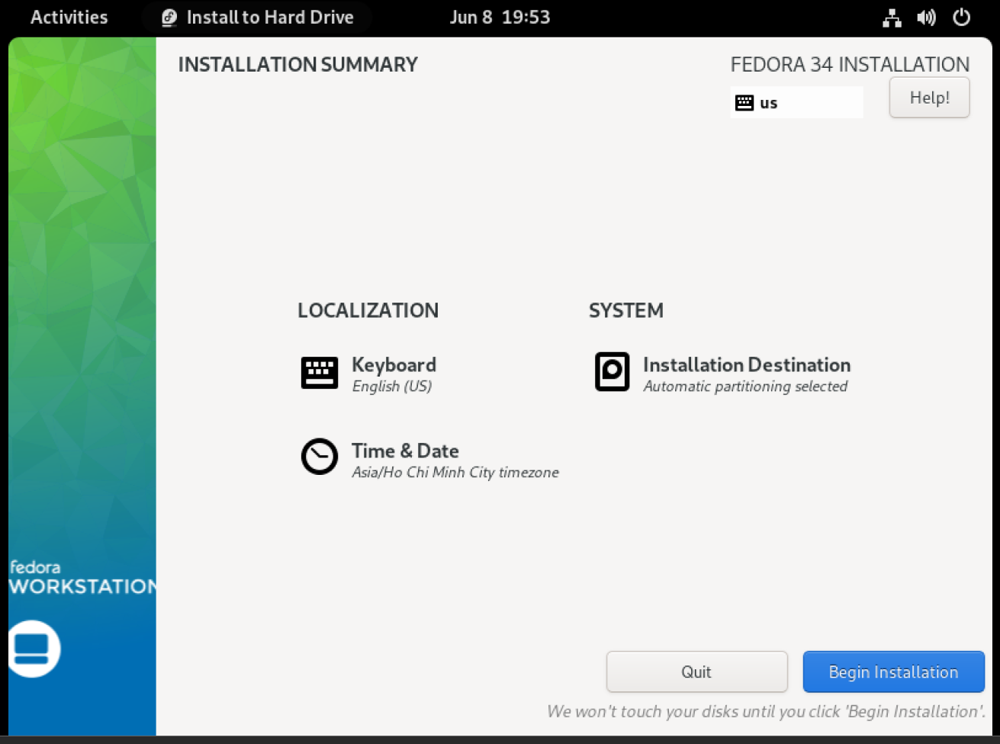 Activities Install to Hard Drive Jun 8 19:53
INSTALLATION SUMMARY
FEDORA 34 INSTALLATION
us
Help!
LOCALIZATION
Keyboard
English (US)
Time & Date
Asia/Ho Chi Minh City timezone
SYSTEM
Installation Destination
Automatic partitioning selected
fedora
WORKSTATION
Quit
Begin Installation
We won't touch your disks until you click 'Begin Installation'.